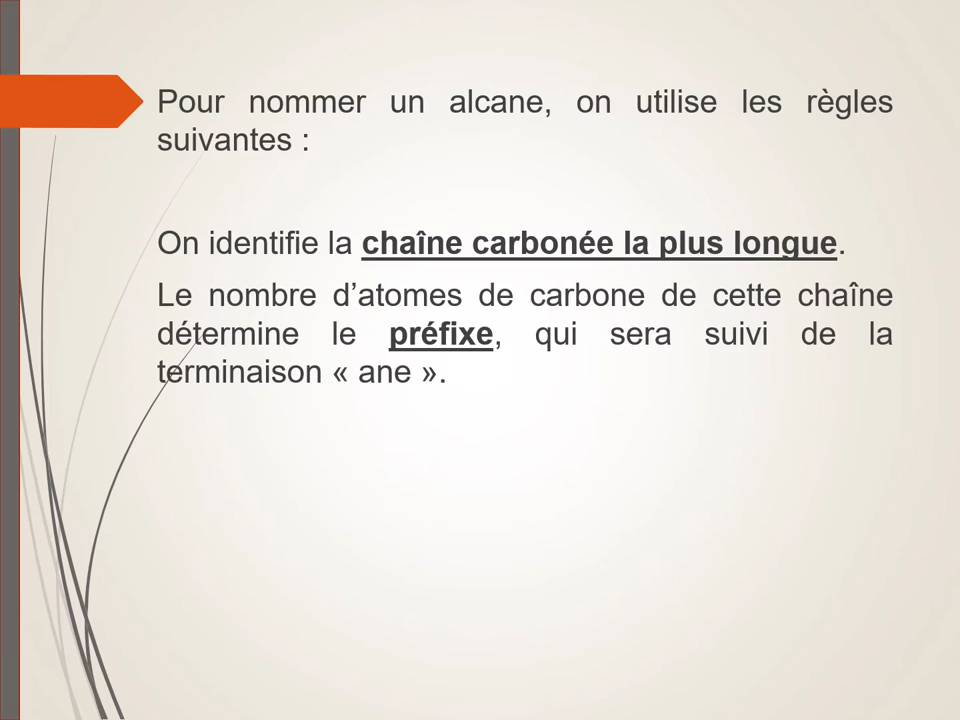 Pour nommer un alcane, on utilise les règles
suivantes :
On identifie la chaîne carbonée la plus longue.
Le nombre d’atomes de carbone de cette chaîne
détermine le préfixe, qui sera suivi de la
terminaison « ane ».